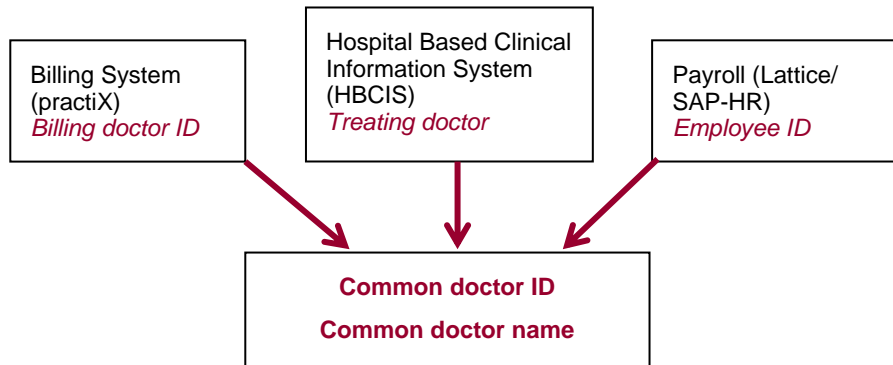 Billing System
(practiX)
Billing doctor ID
Hospital Based Clinical
Information System
(HBCIS)
Treating doctor
Payroll (Lattice/
SAP-HR)
Employee ID
Common doctor ID
Common doctor name